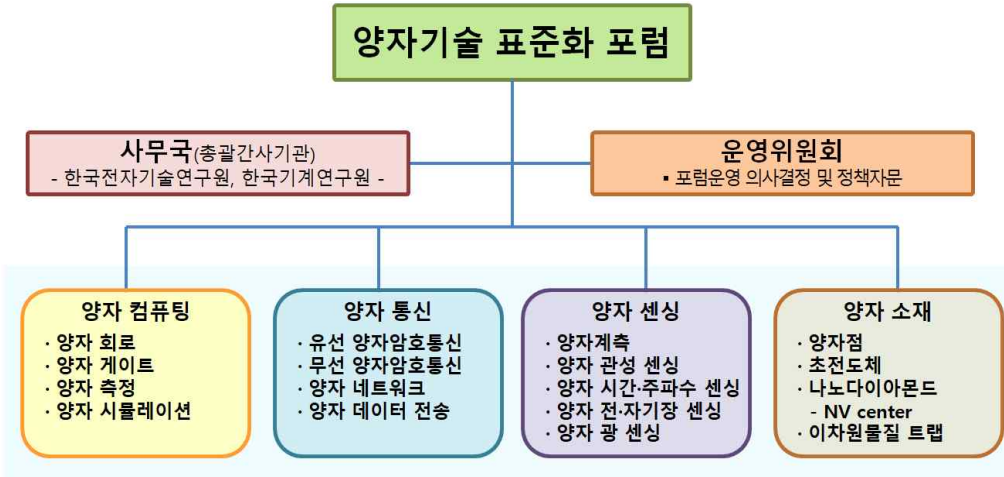 양자기술 표준화 포럼
사무국(총괄간사기관)
- 한국전자기술연구원, 한국기계연구원 -
운영위원회
▪ 포럼운영 의사결정 및 정책자문
양자 컴퓨팅
· 양자 회로
· 양자 게이트
· 양자 측정
· 양자 시뮬레이션
양자 통신
· 유선 양자암호통신
· 무선 양자암호통신
· 양자 네트워크
· 양자 데이터 전송
양자 센싱
· 양자계측
· 양자 관성 센싱
· 양자 시간·주파수 센싱
· 양자 전·자기장 센싱
· 양자 광 센싱
양자 소재
· 양자점
· 초전도체
· 나노다이아몬드
- NV center
· 이차원물질 트랩